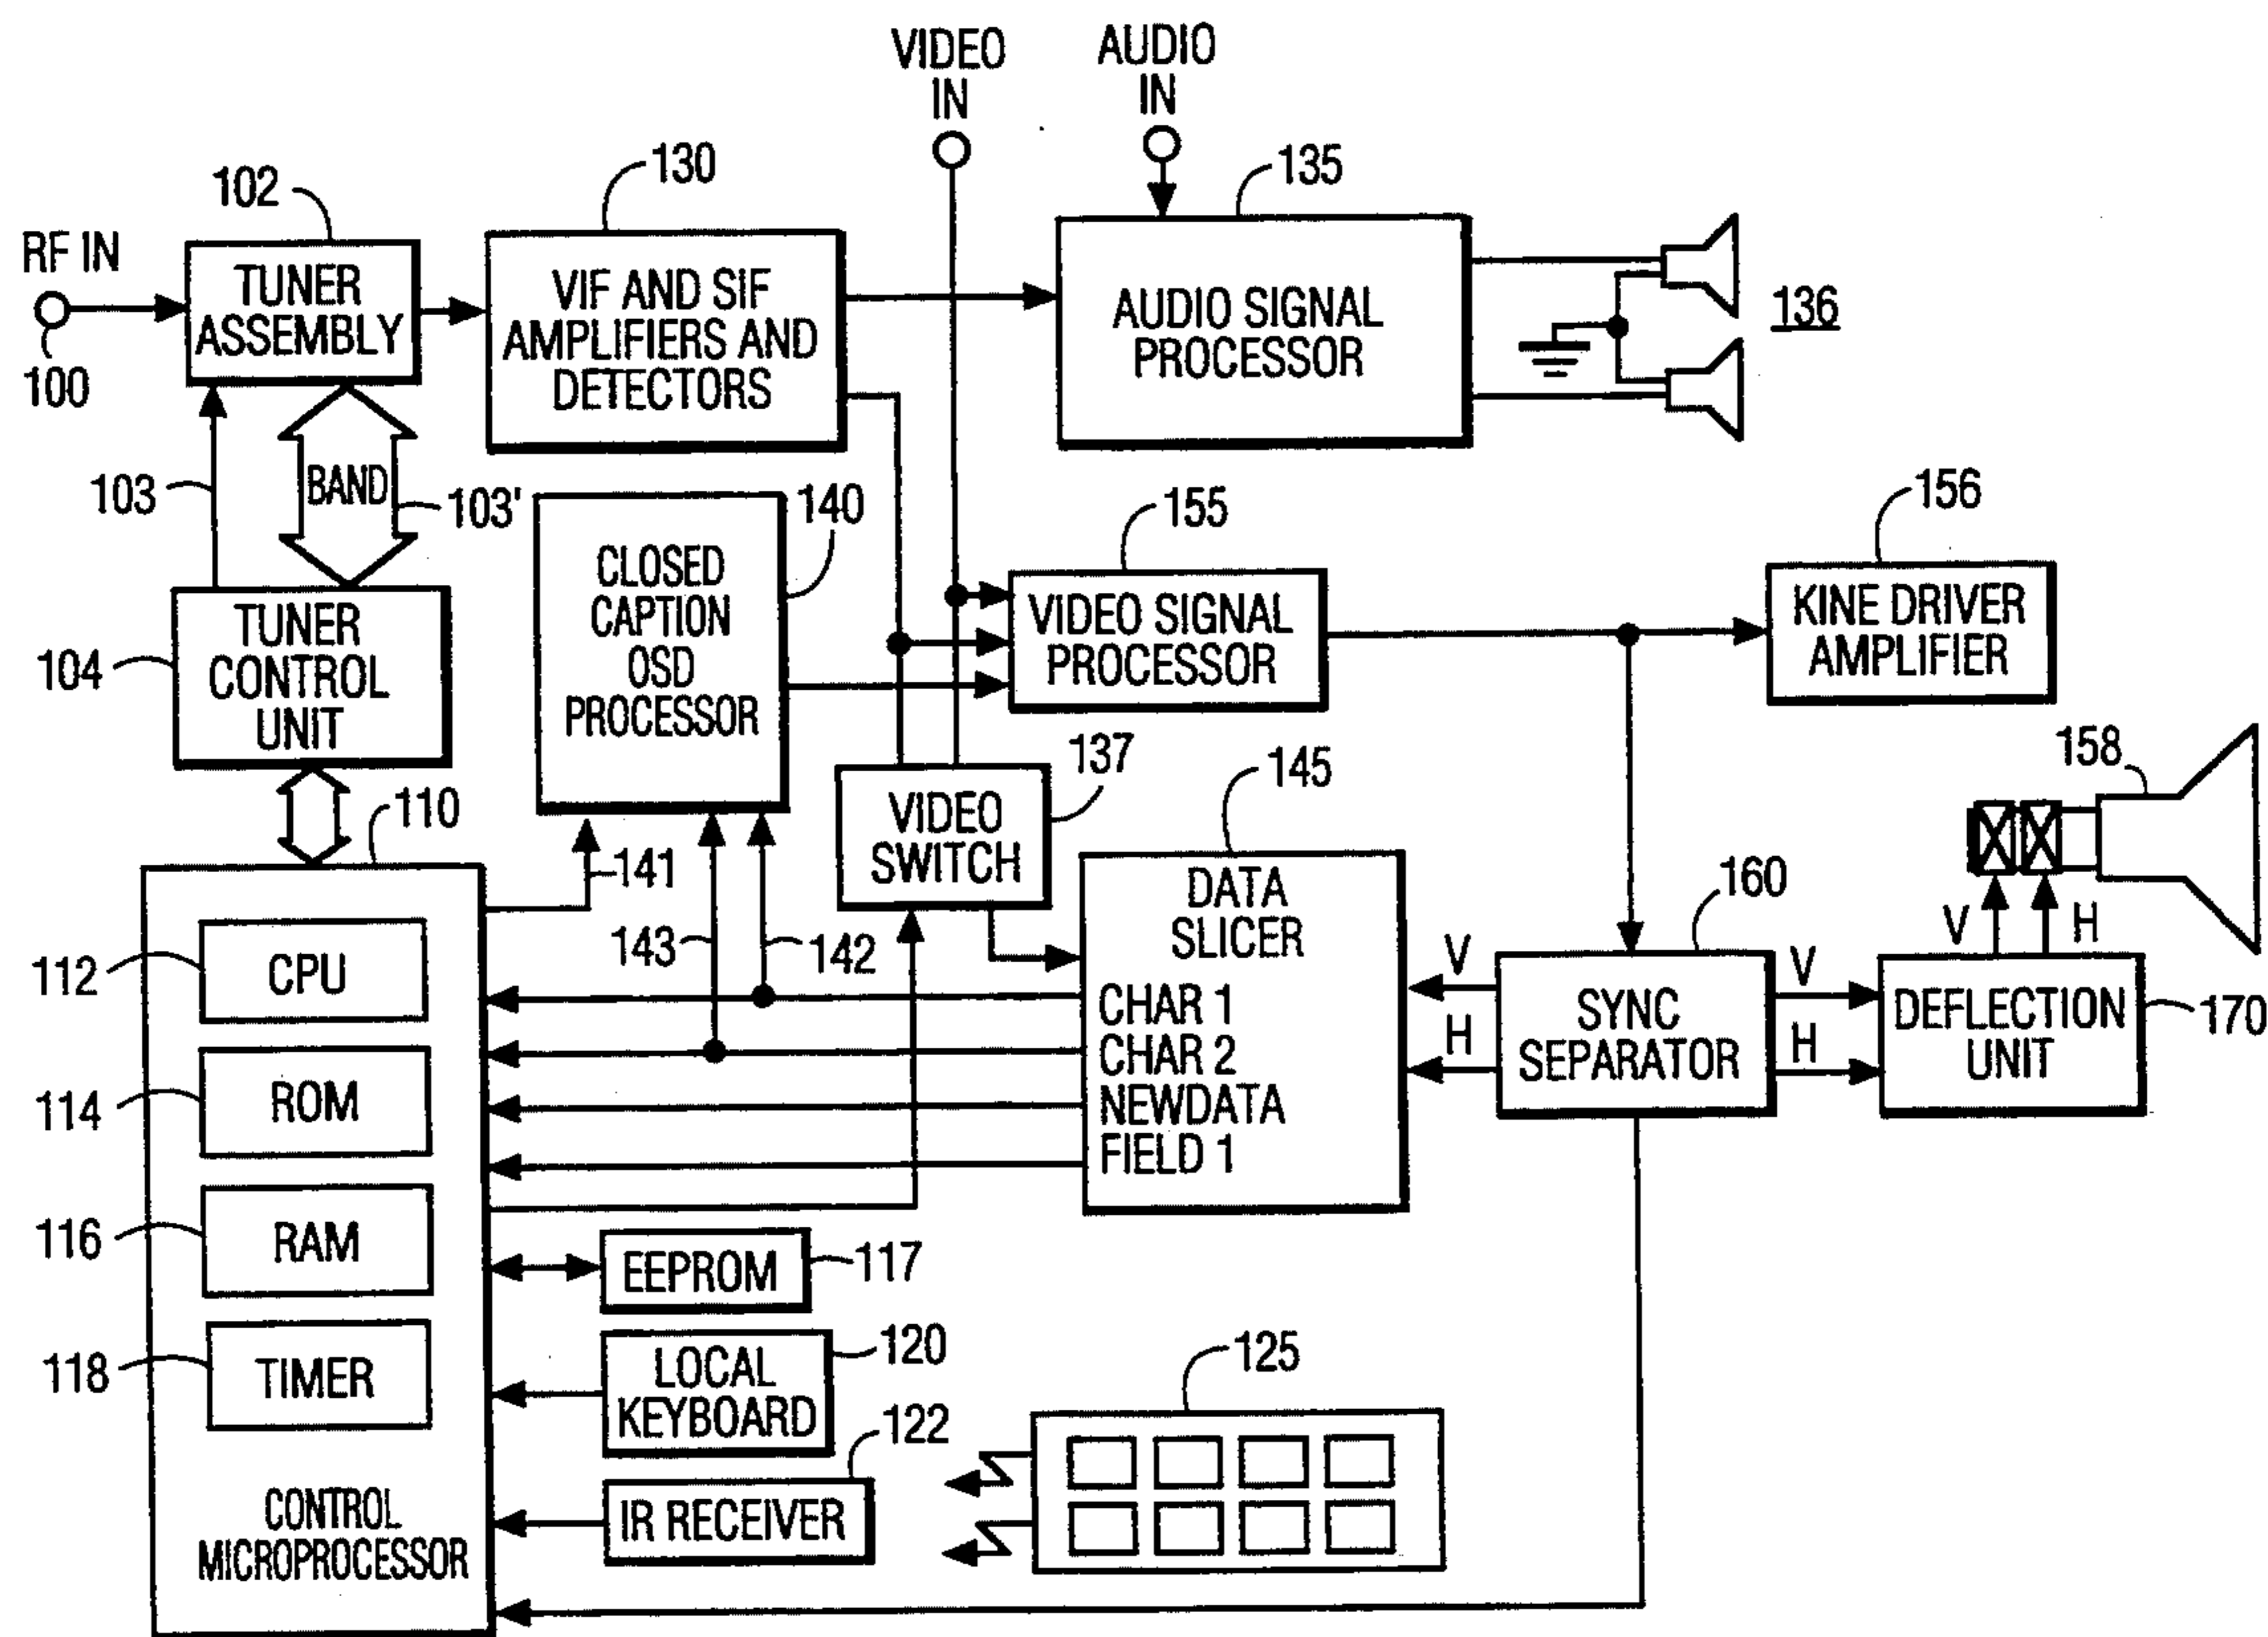 VIDEO
IN
AUDIO
IN
130
135
102
RF IN
100
TUNER
ASSEMBLY
VIF AND SIF
AMPLIFIERS AND
DETECTORS
AUDIO SIGNAL
PROCESSOR
136
103
BAND
103'
140
155
156
CLOSED
CAPTION
OSD
PROCESSOR
VIDEO SIGNAL
PROCESSOR
KINE DRIVER
AMPLIFIER
104
TUNER
CONTROL
UNIT
137
145
158
110
VIDEO
SWITCH
141
143
142
160
DATA
SLICER
CHAR 1
CHAR 2
NEWDATA
FIELD 1
V
H
SYNC
SEPARATOR
V
H
V
H
DEFLECTION
UNIT
170
112
CPU
114
ROM
116
RAM
118
TIMER
CONTROL
MICROPROCESSOR
EEPROM
117
LOCAL
KEYBOARD
120
122
IR RECEIVER
125